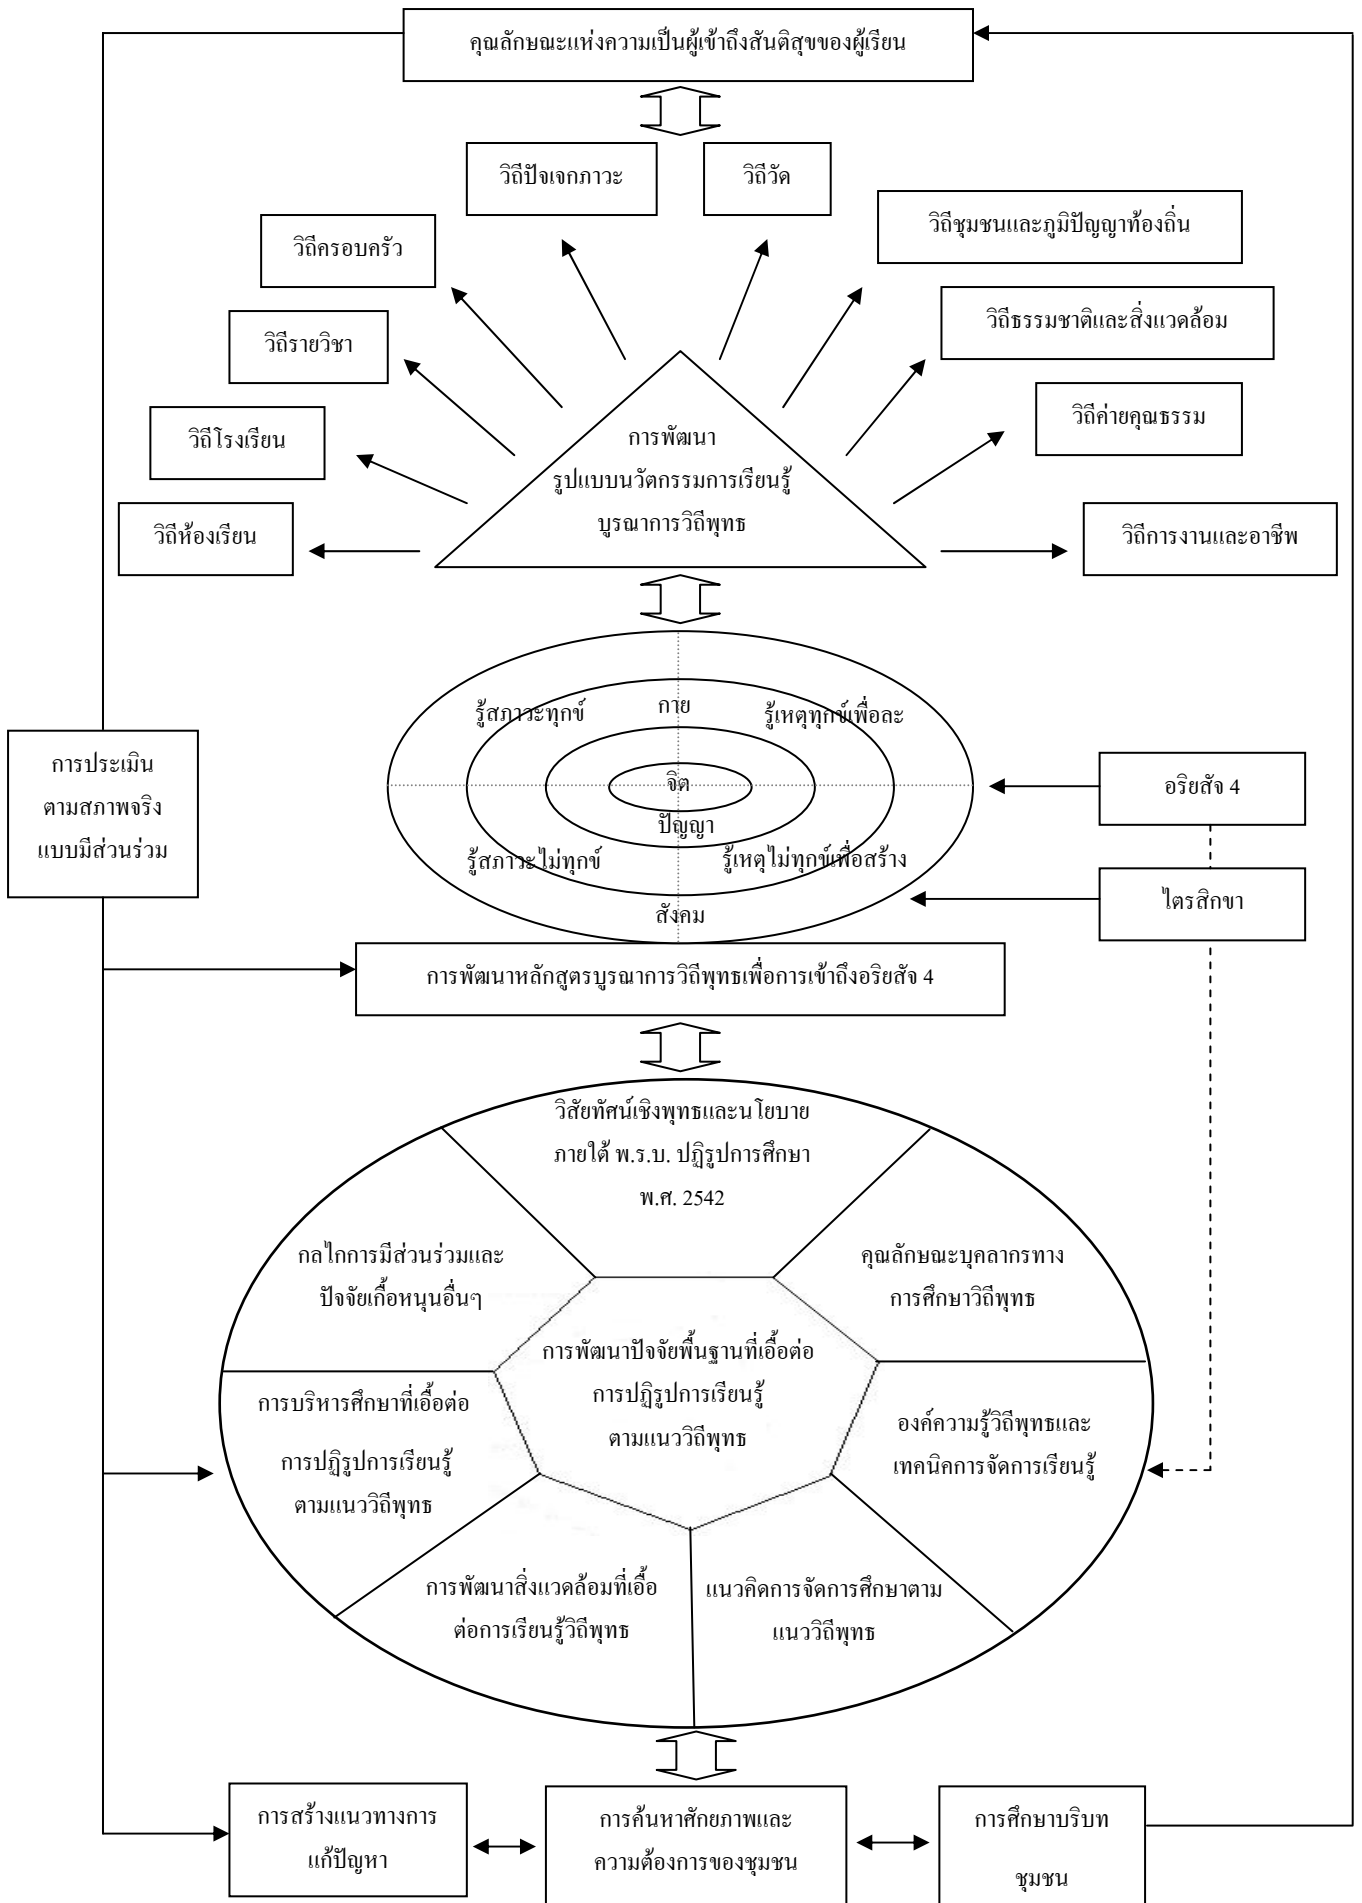 คุณลักษณะแห่งความเป็นผู้เข้าถึงสันติสุขของผู้เรียน
วิถีปัจเจกภาวะ
วิถีวัด
วิถีครอบครัว
วิถีชุมชนและภูมิปัญญาท้องถิ่น
วิถีรายวิชา
วิถีธรรมชาติและสิ่งแวดล้อม
วิถีโรงเรียน
วิถีค่ายคุณธรรม
วิถีห้องเรียน
วิถีการงานและอาชีพ
การพัฒนา
รูปแบบนวัตกรรมการเรียนรู้
บูรณาการวิถีพุทธ
รู้สภาวะทุกข์
กาย
รู้เหตุทุกข์เพื่อละ
จิต
ปัญญา
รู้สภาวะไม่ทุกข์
รู้เหตุไม่ทุกข์เพื่อสร้าง
สังคม
การประเมิน
ตามสภาพจริง
แบบมีส่วนร่วม
อริยสัจ 4
ไตรสิกขา
การพัฒนาหลักสูตรบูรณาการวิถีพุทธเพื่อการเข้าถึงอริยสัจ 4
วิสัยทัศน์เชิงพุทธและนโยบาย
ภายใต้ พ.ร.บ. ปฏิรูปการศึกษา
พ.ศ. 2542
กลไกการมีส่วนร่วมและ
ปัจจัยเกื้อหนุนอื่นๆ
คุณลักษณะบุคลากรทาง
การศึกษาวิถีพุทธ
การพัฒนาปัจจัยพื้นฐานที่เอื้อต่อ
การปฏิรูปการเรียนรู้
ตามแนววิถีพุทธ
การบริหารศึกษาที่เอื้อต่อ
การปฏิรูปการเรียนรู้
ตามแนววิถีพุทธ
องค์ความรู้วิถีพุทธและ
เทคนิคการจัดการเรียนรู้
การพัฒนาสิ่งแวดล้อมที่เอื้อ
ต่อการเรียนรู้วิถีพุทธ
แนวคิดการจัดการศึกษาตาม
แนววิถีพุทธ
การสร้างแนวทางการ
แก้ปัญหา
การค้นหาศักยภาพและ
ความต้องการของชุมชน
การศึกษาบริบท
ชุมชน